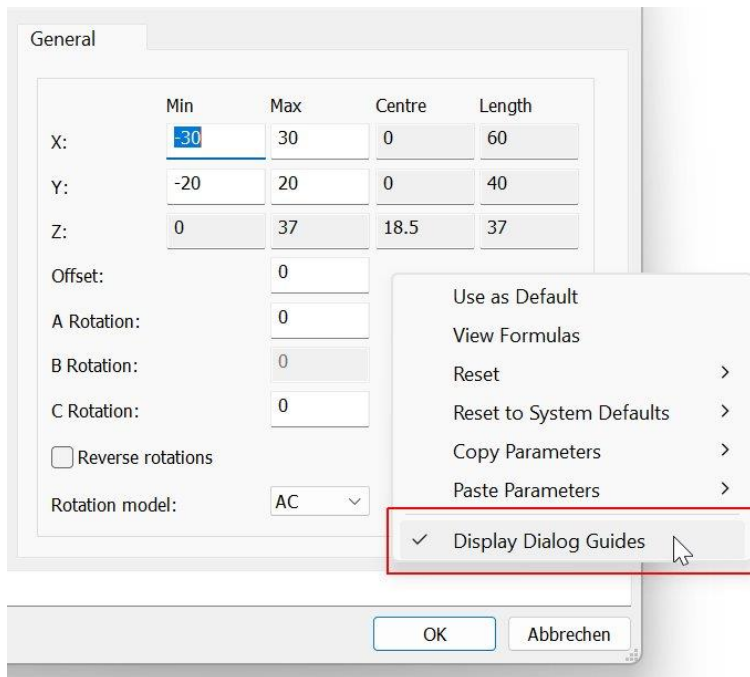 General
Min Max Centre Length
X: -30 30 0 60
Y: -20 20 0 40
Z: 0 37 18.5 37
Offset: 0
A Rotation: 0
B Rotation: 0
C Rotation: 0
Reverse rotations
Rotation model: AC
Use as Default
View Formulas
Reset
Reset to System Defaults
Copy Parameters
Paste Parameters
Display Dialog Guides
OK Abbrechen